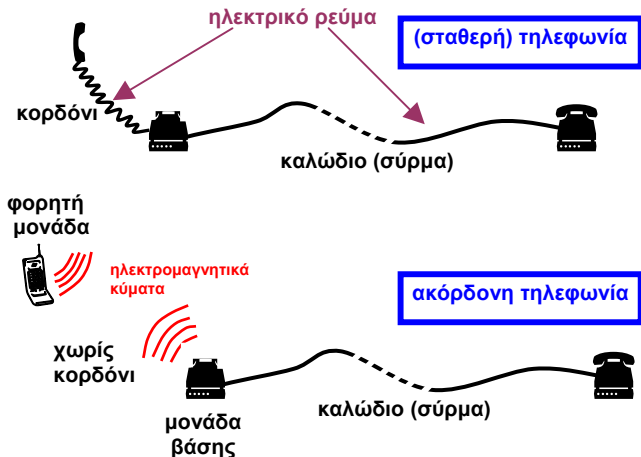 ηλεκτρικό ρεύμα
(σταθερή) τηλεφωνία
κορδόνι
καλώδιο (σύρμα)
φορητή
μονάδα
ηλεκτρομαγνητικά
κύματα
ακόρδονη τηλεφωνία
χωρίς
κορδόνι
μονάδα
βάσης
καλώδιο (σύρμα)